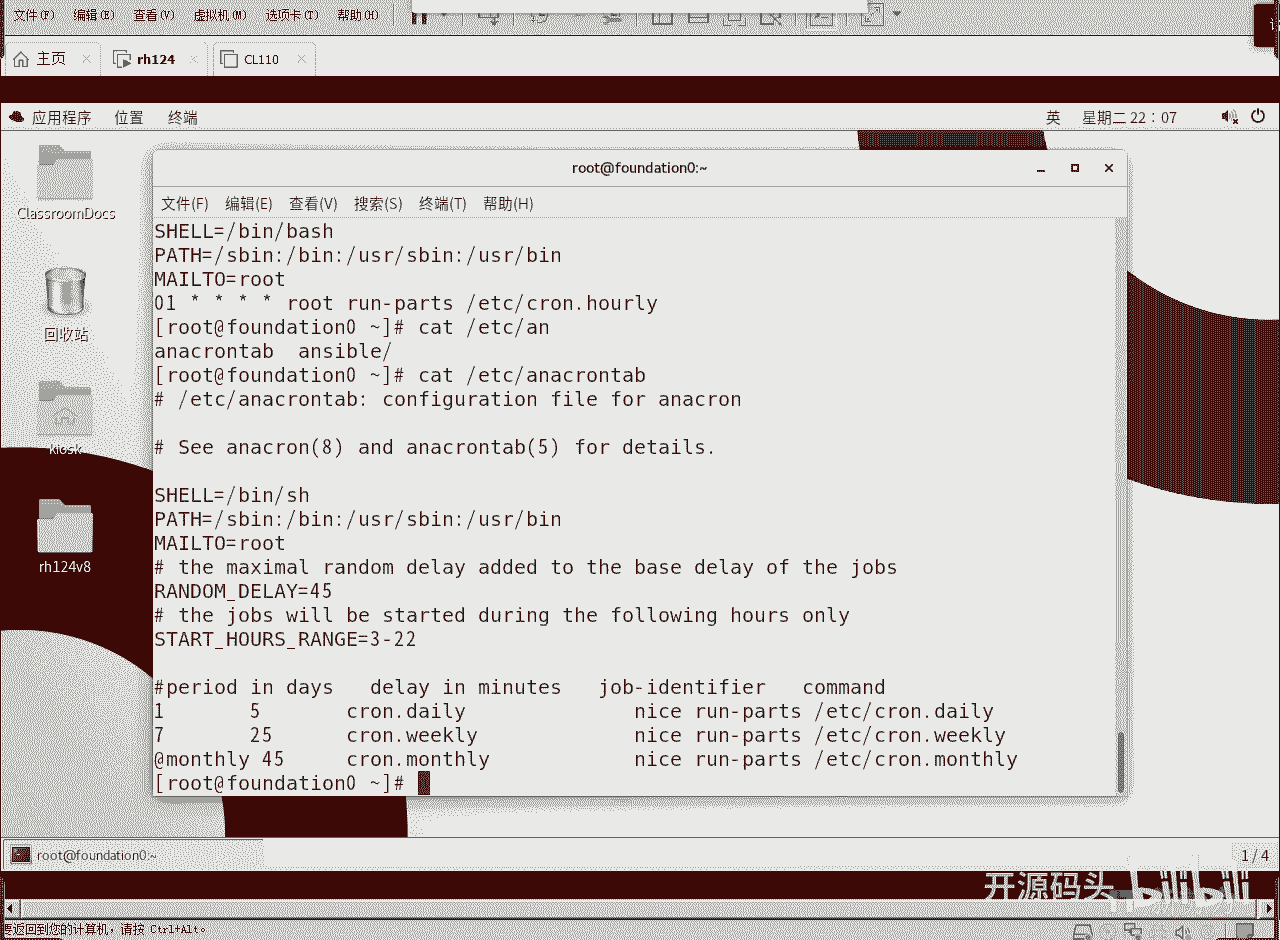 文件(F) 编辑(E) 查看(V) 虚拟机(M) 选项卡(T) 帮助(H)
主页 rh124 CL110
应用程序 位置 终端 英 星期二 22：07
root@foundation0:~
文件(F) 编辑(E) 查看(V) 搜索(S) 终端(T) 帮助(H)
ClassroomDocs
回收站
kiosk
rh124v8
SHELL=/bin/bash
PATH=/sbin:/bin:/usr/sbin:/usr/bin
MAILTO=root
01 * * * * root run-parts /etc/cron.hourly
[root@foundation0 ~]# cat /etc/an
anacrontab  ansible/
[root@foundation0 ~]# cat /etc/anacrontab
# /etc/anacrontab: configuration file for anacron
# See anacron(8) and anacrontab(5) for details.
SHELL=/bin/sh
PATH=/sbin:/bin:/usr/sbin:/usr/bin
MAILTO=root
# the maximal random delay added to the base delay of the jobs
RANDOM_DELAY=45
# the jobs will be started during the following hours only
START_HOURS_RANGE=3-22
#period in days   delay in minutes   job-identifier   command
1       5       cron.daily              nice run-parts /etc/cron.daily
7       25      cron.weekly             nice run-parts /etc/cron.weekly
@monthly 45     cron.monthly            nice run-parts /etc/cron.monthly
[root@foundation0 ~]#
root@foundation0:~ 1 / 4
开源码头 bilibili
要返回到您的计算机，请按 Ctrl+Alt。